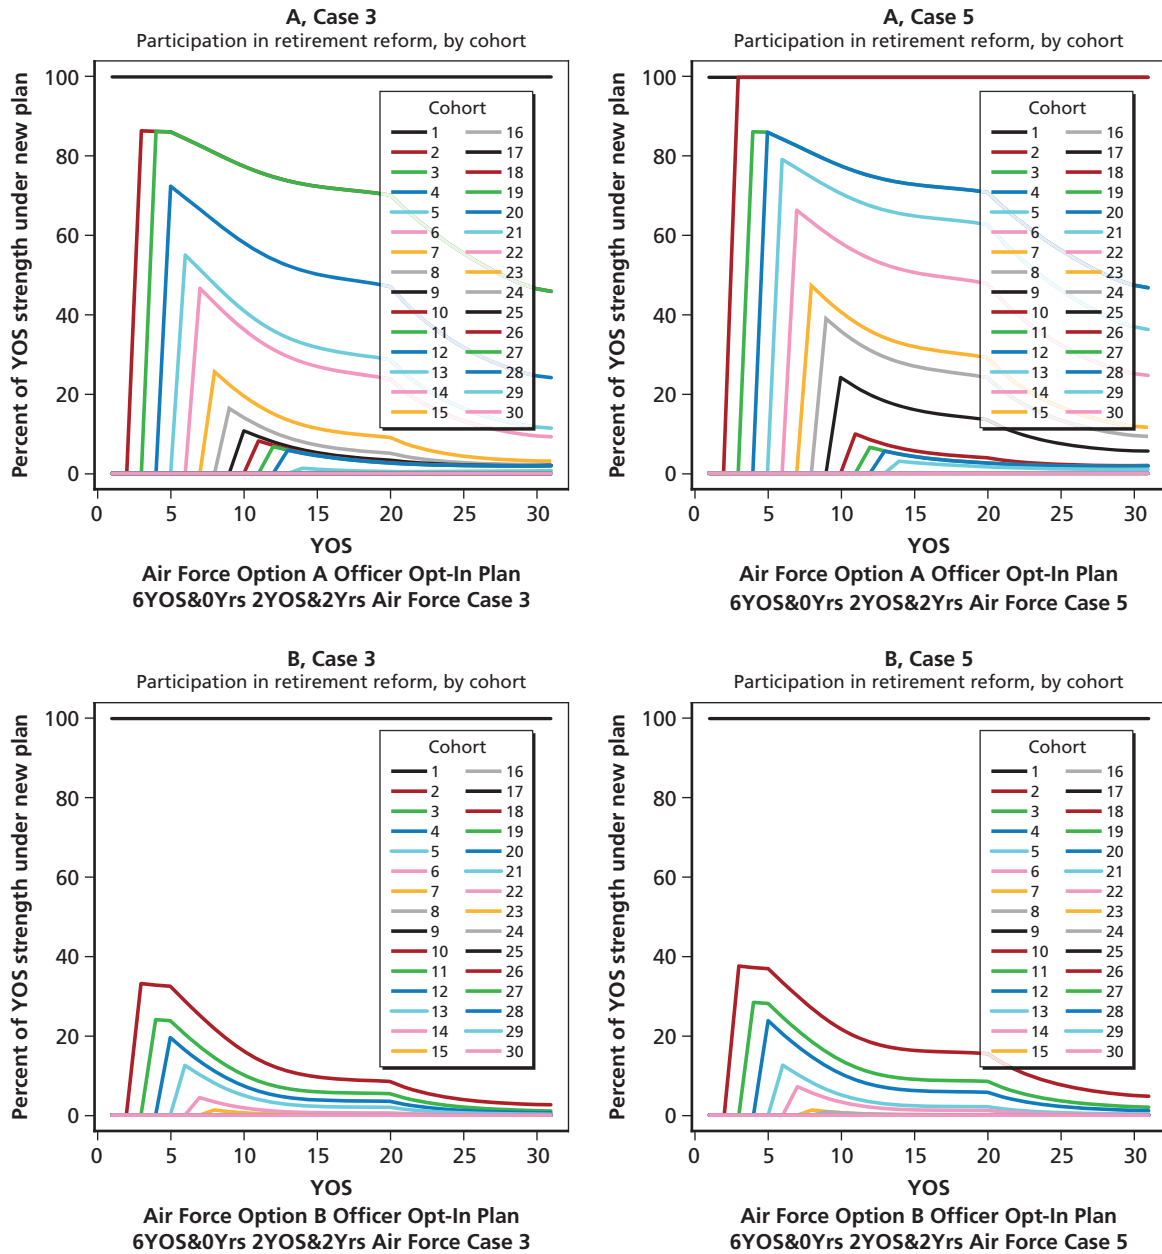 A, Case 3
Participation in retirement reform, by cohort
Percent of YOS strength under new plan
100
80
60
40
20
0
Cohort
1 16
2 17
3 18
4 19
5 20
6 21
7 22
8 23
9 24
10 25
11 26
12 27
13 28
14 29
15 30
0 5 10 15 20 25 30
YOS
Air Force Option A Officer Opt-In Plan
6YOS&0Yrs 2YOS&2Yrs Air Force Case 3
A, Case 5
Participation in retirement reform, by cohort
Percent of YOS strength under new plan
100
80
60
40
20
0
Cohort
1 16
2 17
3 18
4 19
5 20
6 21
7 22
8 23
9 24
10 25
11 26
12 27
13 28
14 29
15 30
0 5 10 15 20 25 30
YOS
Air Force Option A Officer Opt-In Plan
6YOS&0Yrs 2YOS&2Yrs Air Force Case 5
B, Case 3
Participation in retirement reform, by cohort
Percent of YOS strength under new plan
100
80
60
40
20
0
Cohort
1 16
2 17
3 18
4 19
5 20
6 21
7 22
8 23
9 24
10 25
11 26
12 27
13 28
14 29
15 30
0 5 10 15 20 25 30
YOS
Air Force Option B Officer Opt-In Plan
6YOS&0Yrs 2YOS&2Yrs Air Force Case 3
B, Case 5
Participation in retirement reform, by cohort
Percent of YOS strength under new plan
100
80
60
40
20
0
Cohort
1 16
2 17
3 18
4 19
5 20
6 21
7 22
8 23
9 24
10 25
11 26
12 27
13 28
14 29
15 30
0 5 10 15 20 25 30
YOS
Air Force Option B Officer Opt-In Plan
6YOS&0Yrs 2YOS&2Yrs Air Force Case 5